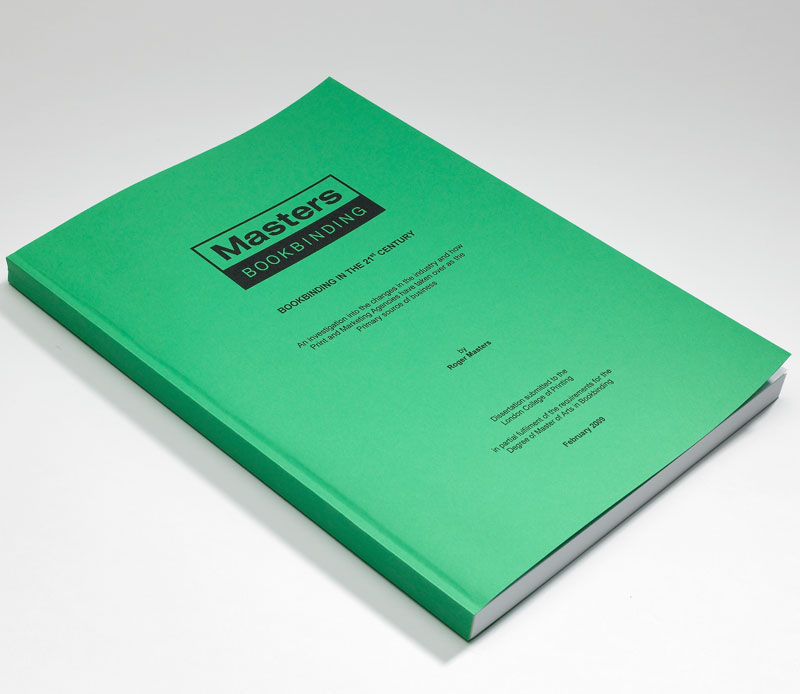 Masters
BOOKBINDING
BOOKBINDING IN THE 21st CENTURY
An investigation into the changes in the industry and how
Print and Marketing Agencies have taken over as the
Primary source of business
by
Roger Masters
Dissertation submitted to the
London College of Printing
in partial fulfilment of the requirements for the
Degree of Master of Arts in Bookbinding
February 2009